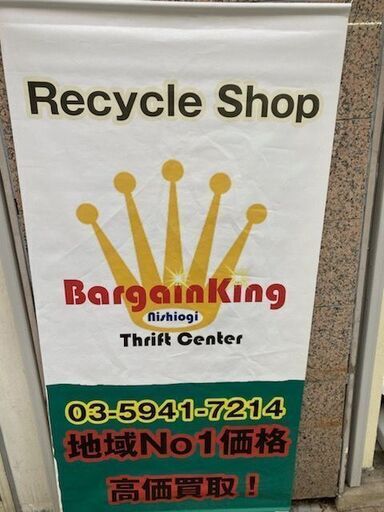 Recycle Shop
BargainKing
Nishiogi
Thrift Center
03-5941-7214
地域No1価格
高価買取！